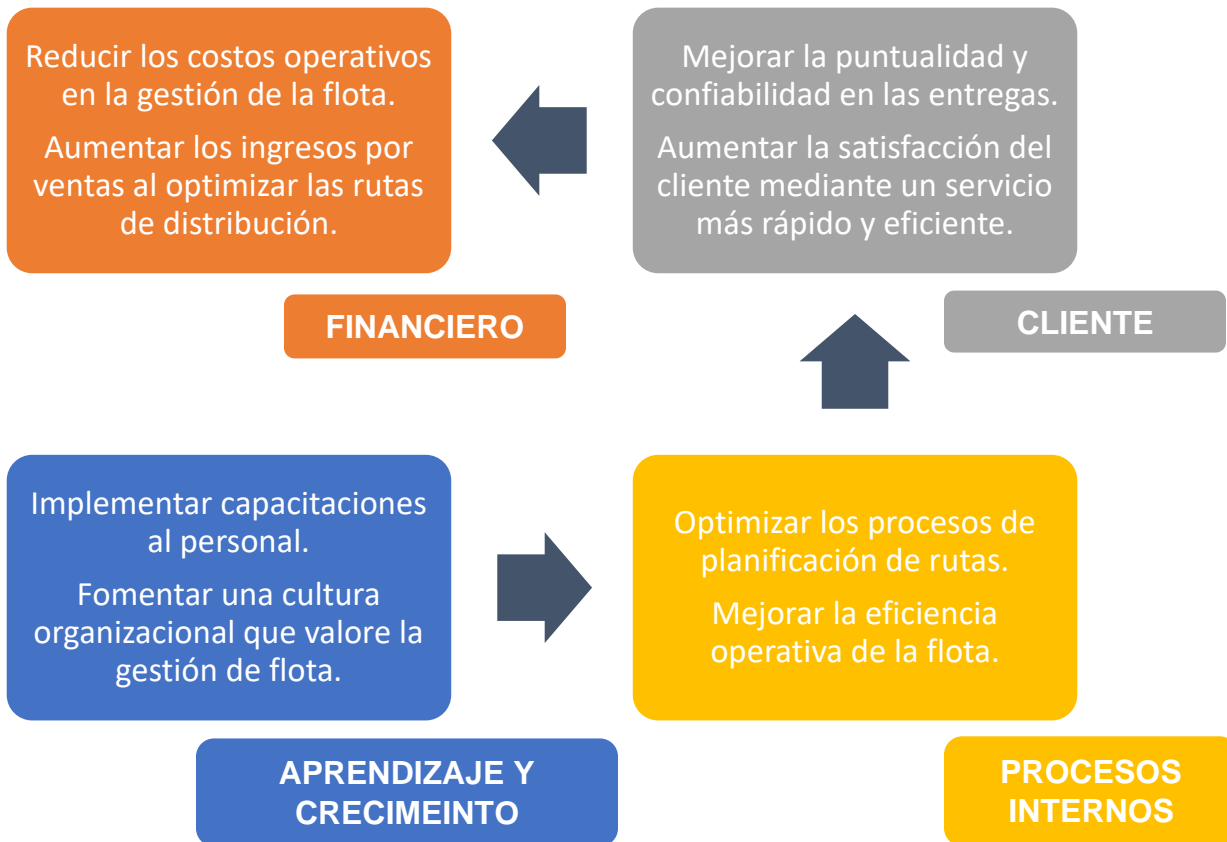 Reducir los costos operativos
en la gestión de la flota.
Aumentar los ingresos por
ventas al optimizar las rutas
de distribución.
FINANCIERO
Mejorar la puntualidad y
confiabilidad en las entregas.
Aumentar la satisfacción del
cliente mediante un servicio
más rápido y eficiente.
CLIENTE
Implementar capacitaciones
al personal.
Fomentar una cultura
organizacional que valore la
gestión de flota.
APRENDIZAJE Y
CRECIMEINTO
Optimizar los procesos de
planificación de rutas.
Mejorar la eficiencia
operativa de la flota.
PROCESOS
INTERNOS